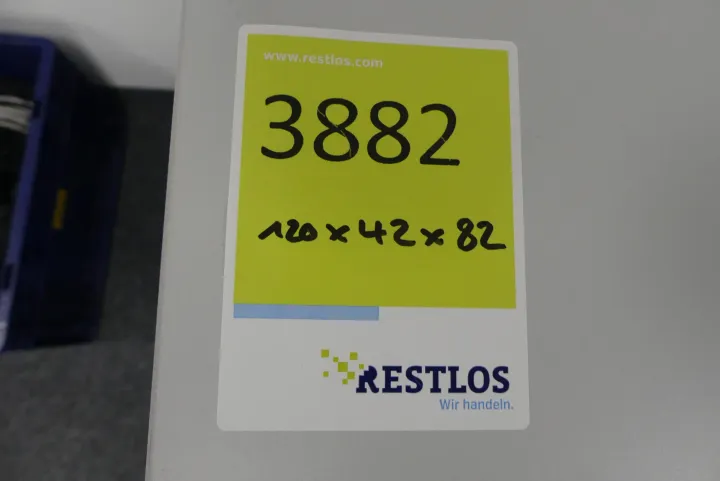 www.restlos.com
3882
120 x 42 x 82
RESTLOS
Wir handeln.